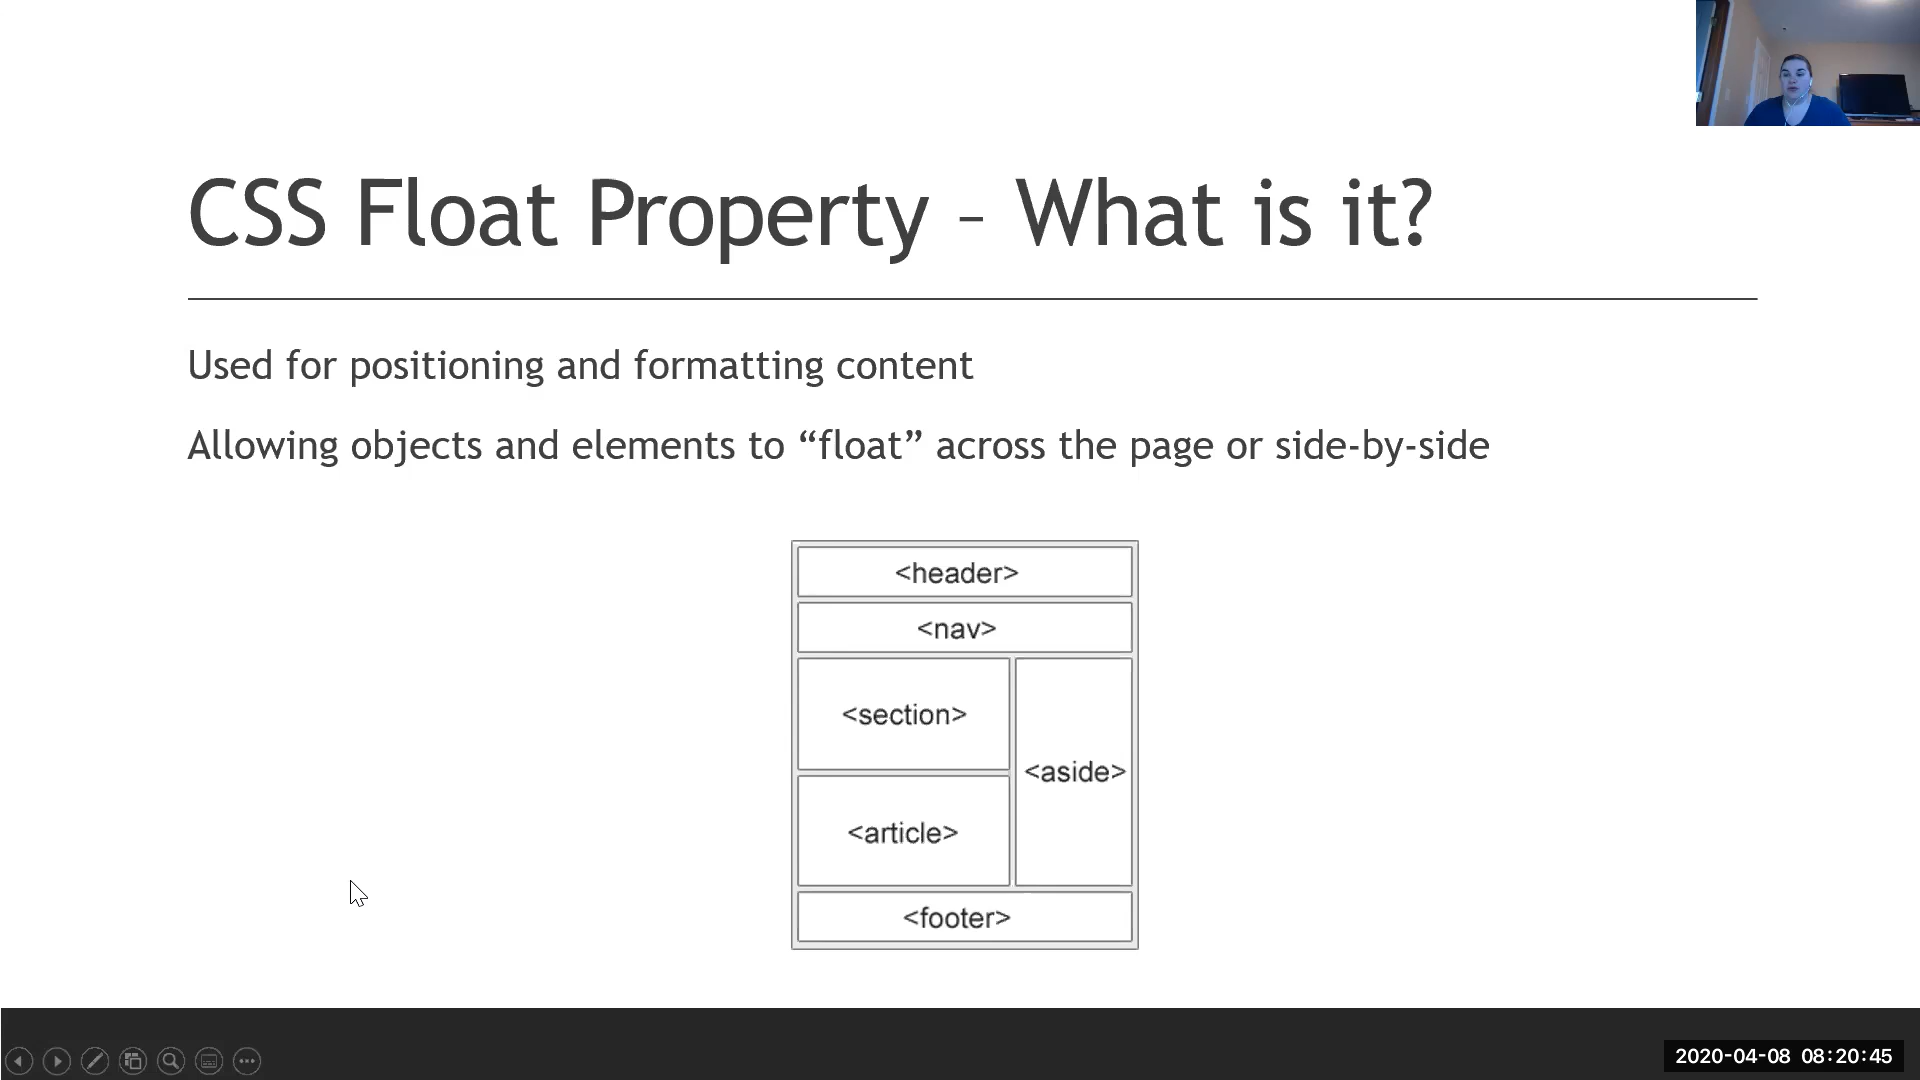 CSS Float Property – What is it?
Used for positioning and formatting content
Allowing objects and elements to “float” across the page or side-by-side
<header>
<nav>
<section>
<aside>
<article>
<footer>
2020-04-08 08:20:45